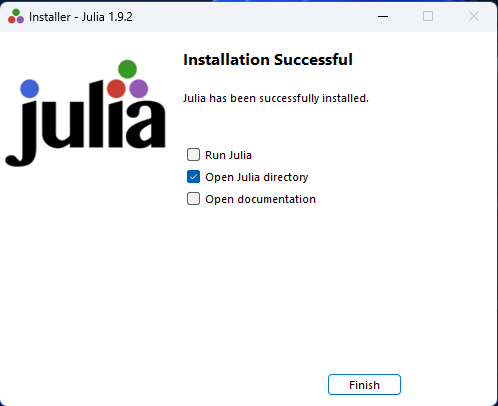 Installer - Julia 1.9.2
julia
Installation Successful
Julia has been successfully installed.
Run Julia
Open Julia directory
Open documentation
Finish